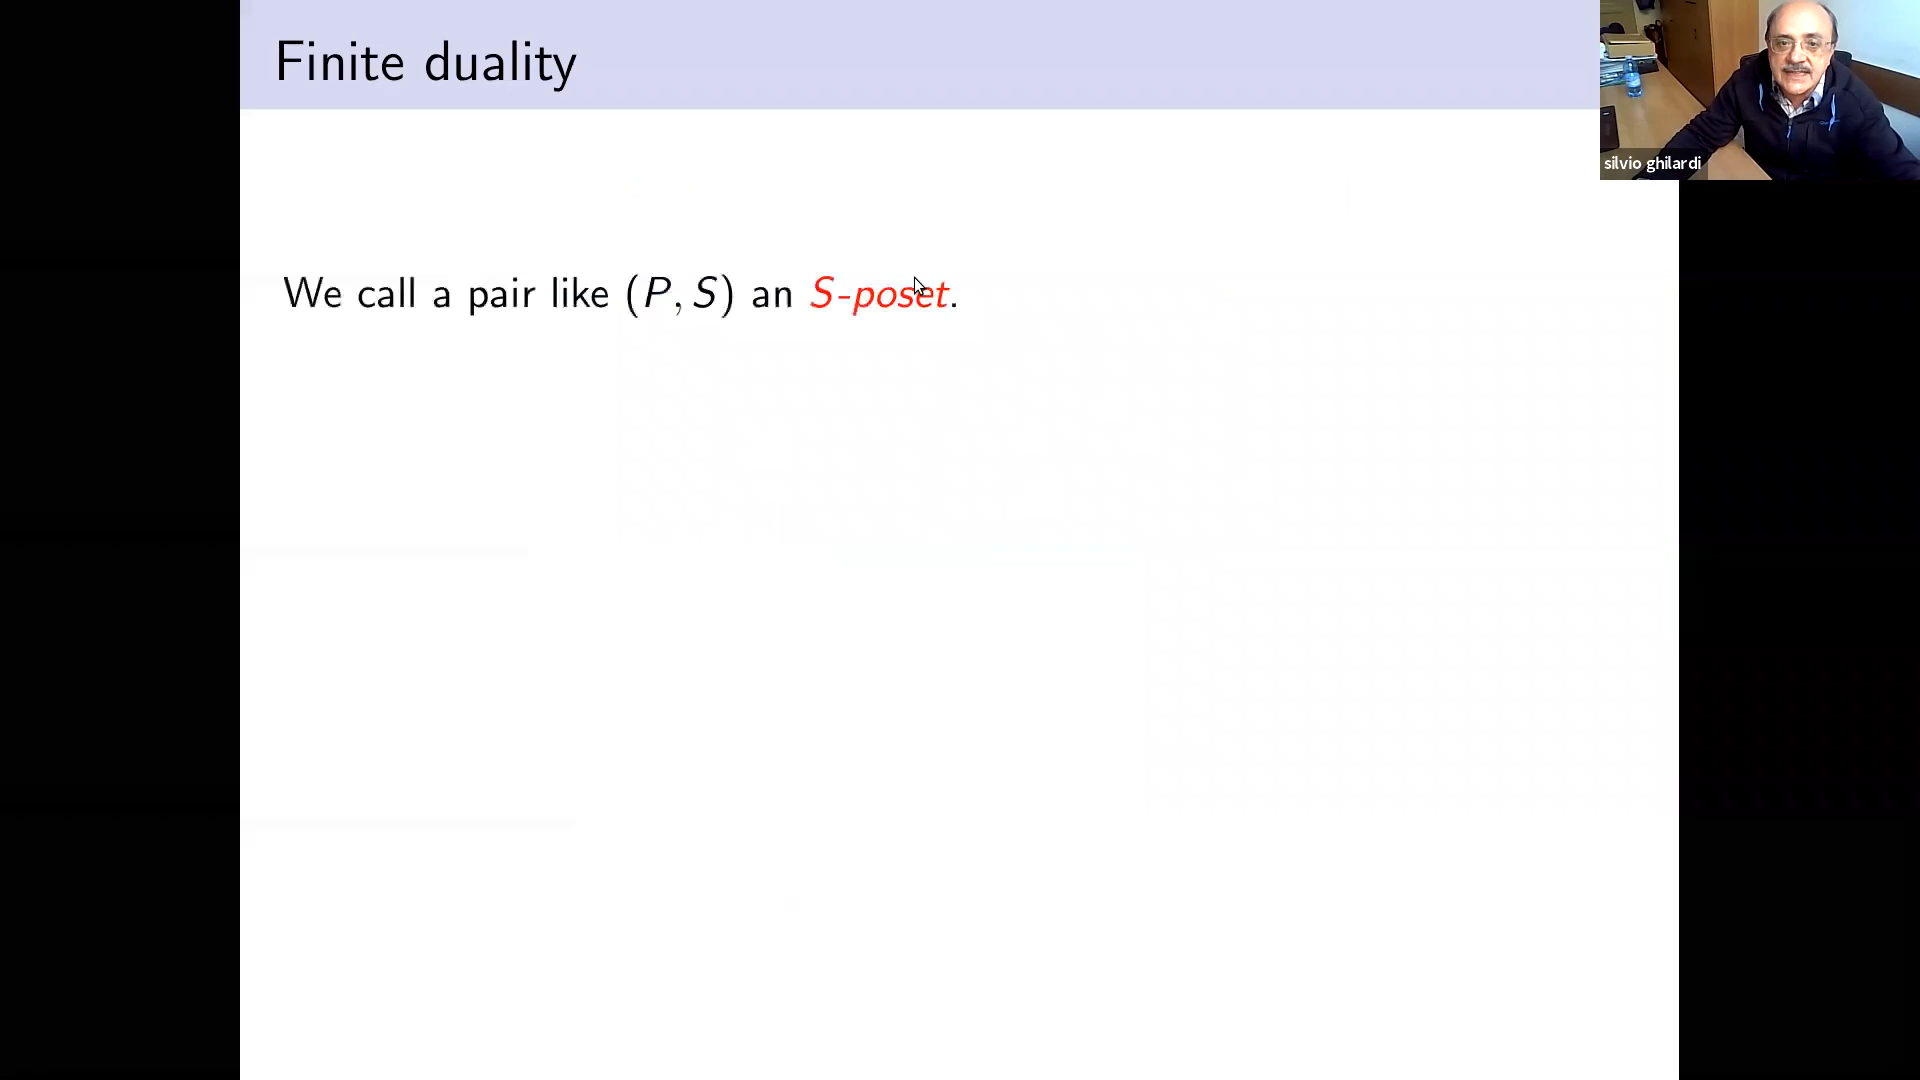 Finite duality
silvio ghilardi
We call a pair like (P, S) an S-poset.